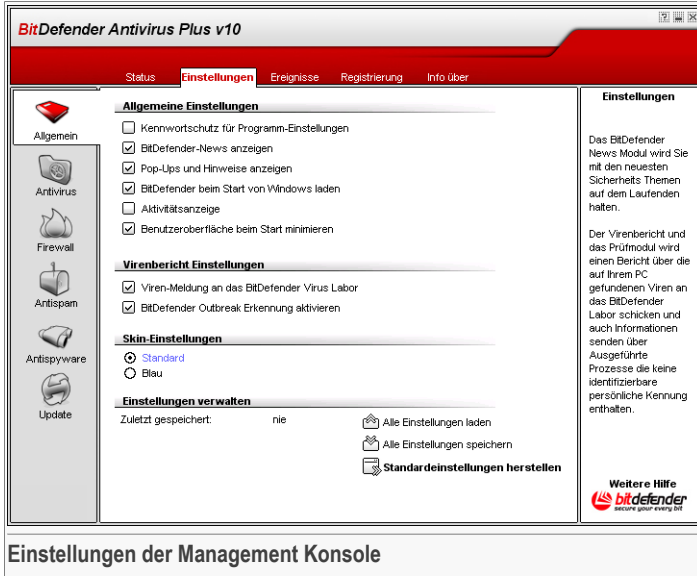 BitDefender Antivirus Plus v10
Status Einstellungen Ereignisse Registrierung Info über
Allgemein
Antivirus
Firewall
Antispam
Antispyware
Update
Allgemeine Einstellungen
Kennwortschutz für Programm-Einstellungen
BitDefender-News anzeigen
Pop-Ups und Hinweise anzeigen
BitDefender beim Start von Windows laden
Aktivitätsanzeige
Benutzeroberfläche beim Start minimieren
Virenbericht Einstellungen
Viren-Meldung an das BitDefender Virus Labor
BitDefender Outbreak Erkennung aktivieren
Skin-Einstellungen
Standard
Blau
Einstellungen verwalten
Zuletzt gespeichert: nie
Alle Einstellungen laden
Alle Einstellungen speichern
Standardeinstellungen herstellen
Einstellungen
Das BitDefender
News Modul wird Sie
mit den neuesten
Sicherheits Themen
auf dem Laufenden
halten.
Der Virenbericht und
das Prüfmodul wird
einen Bericht über die
auf Ihrem PC
gefundenen Viren an
das BitDefender
Labor schicken und
auch Informationen
senden über
Ausgeführte
Prozesse die keine
identifizierbare
persönliche Kennung
enthalten.
Weitere Hilfe
bitdefender
secure your every bit
Einstellungen der Management Konsole